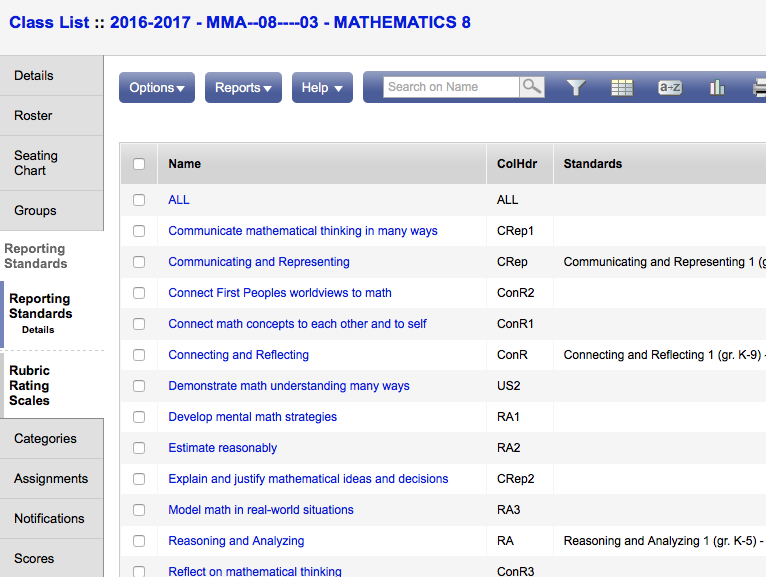 Class List :: 2016-2017 - MMA--08----03 - MATHEMATICS 8
Details
Roster
Seating
Chart
Groups
Reporting
Standards
Reporting
Standards
Details
Rubric
Rating
Scales
Categories
Assignments
Notifications
Scores
Options▾ Reports▾ Help ▾ Search on Name a-z
Name ColHdr Standards
ALL ALL
Communicate mathematical thinking in many ways CRep1
Communicating and Representing CRep Communicating and Representing 1 (g
Connect First Peoples worldviews to math ConR2
Connect math concepts to each other and to self ConR1
Connecting and Reflecting ConR Connecting and Reflecting 1 (gr. K-9) -
Demonstrate math understanding many ways US2
Develop mental math strategies RA1
Estimate reasonably RA2
Explain and justify mathematical ideas and decisions CRep2
Model math in real-world situations RA3
Reasoning and Analyzing RA Reasoning and Analyzing 1 (gr. K-5) -
Reflect on mathematical thinking ConR3